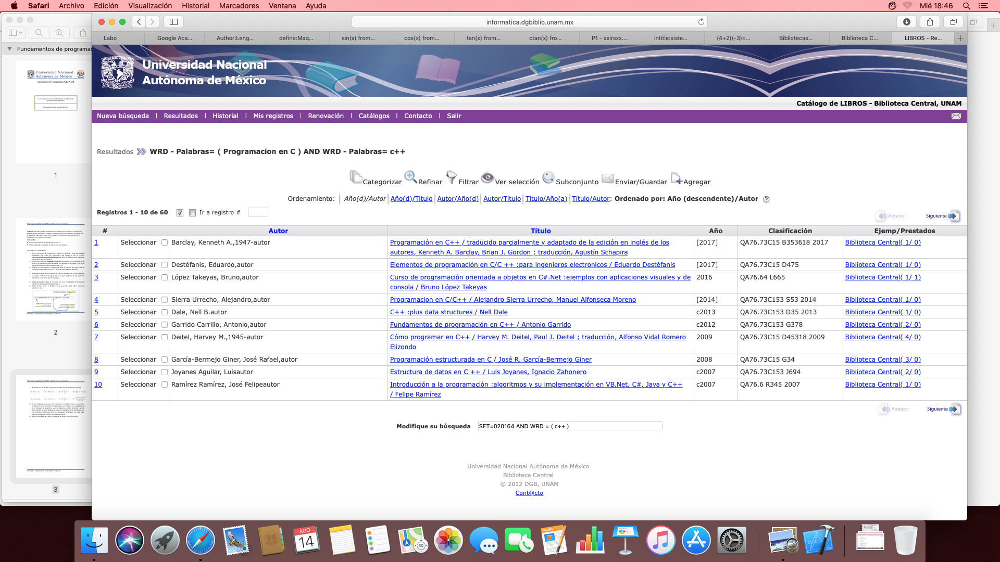 Safari Archivo Edición Visualización Historial Marcadores Ventana Ayuda Mié 18:46
informatica.dgbiblio.unam.mx
Labo Google Aca... Author:Leng... define:Maq... sin(x) from... cos(x) from... tan(x) from... ctan(x) fro... P1 - xxirsxx.... intitle:siste... (4+2)(-3)=... Bibliotecas... Biblioteca C... LIBROS - Re...
Fundamentos de programac
Universidad Nacional
Autónoma de México
Laboratorio de Computación Salas A y B
1
2
3
Universidad Nacional
Autónoma de México
Catálogo de LIBROS - Biblioteca Central, UNAM
Nueva búsqueda | Resultados | Historial | Mis registros | Renovación | Catálogos | Contacto | Salir
Resultados WRD - Palabras= ( Programacion en C ) AND WRD - Palabras= c++
Categorizar Refinar Filtrar Ver selección Subconjunto Enviar/Guardar Agregar
Ordenamiento: Año(d)/Autor Año(d)/Título Autor/Año(d) Autor/Título Título/Año(a) Título/Autor: Ordenado por: Año (descendente)/Autor ?
Registros 1 - 10 de 60 Ir a registro # Anterior Siguiente
# Autor Título Año Clasificación Ejemp/Prestados
1 Seleccionar Barclay, Kenneth A.,1947-autor Programación en C++ / traducido parcialmente y adaptado de la edición en inglés de los [2017] QA76.73C15 B353618 2017 Biblioteca Central( 1/ 0)
autores, Kenneth A. Barclay, Brian J. Gordon ; traducción, Agustín Schapira
2 Seleccionar Destéfanis, Eduardo,autor Elementos de programación en C/C ++ :para ingenieros electronicos / Eduardo Destéfanis [2017] QA76.73C15 D475 Biblioteca Central( 1/ 0)
3 Seleccionar López Takeyas, Bruno,autor Curso de programación orientada a objetos en C#.Net :ejemplos con aplicaciones visuales y de 2016 QA76.64 L665 Biblioteca Central( 1/ 1)
consola / Bruno López Takeyas
4 Seleccionar Sierra Urrecho, Alejandro,autor Programacion en C/C++ / Alejandro Sierra Urrecho, Manuel Alfonseca Moreno [2014] QA76.73C153 S53 2014 Biblioteca Central( 1/ 0)
5 Seleccionar Dale, Nell B.autor C++ :plus data structures / Nell Dale c2013 QA76.73C153 D35 2013 Biblioteca Central( 1/ 0)
6 Seleccionar Garrido Carrillo, Antonio,autor Fundamentos de programación en C++ / Antonio Garrido c2012 QA76.73C153 G378 Biblioteca Central( 2/ 0)
7 Seleccionar Deitel, Harvey M.,1945-autor Cómo programar en C++ / Harvey M. Deitel, Paul J. Deitel ; traducción, Alfonso Vidal Romero 2009 QA76.73C15 D45318 2009 Biblioteca Central( 4/ 0)
Elizondo
8 Seleccionar García-Bermejo Giner, José Rafael,autor Programación estructurada en C / José R. García-Bermejo Giner 2008 QA76.73C15 G34 Biblioteca Central( 3/ 0)
9 Seleccionar Joyanes Aguilar, Luisautor Estructura de datos en C ++ / Luis Joyanes, Ignacio Zahonero c2007 QA76.73C153 J694 Biblioteca Central( 2/ 0)
10 Seleccionar Ramírez Ramírez, José Felipeautor Introducción a la programación :algoritmos y su implementación en VB.Net, C#, Java y C++ c2007 QA76.6 R345 2007 Biblioteca Central( 1/ 0)
/ Felipe Ramírez
Anterior Siguiente
Modifique su búsqueda SET=020164 AND WRD = ( c++ )
Universidad Nacional Autónoma de México
Biblioteca Central
© 2012 DGB, UNAM
Cont@cto
AGO
14
3D
PAGES